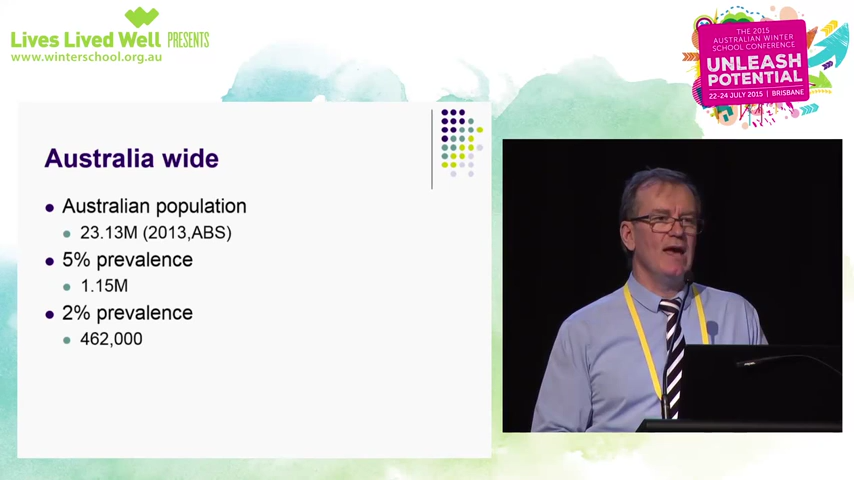 Lives Lived Well PRESENTS
www.winterschool.org.au
THE 2015
AUSTRALIAN WINTER
SCHOOL CONFERENCE
UNLEASH
POTENTIAL
22-24 JULY 2015 | BRISBANE
Australia wide
Australian population
23.13M (2013,ABS)
5% prevalence
1.15M
2% prevalence
462,000